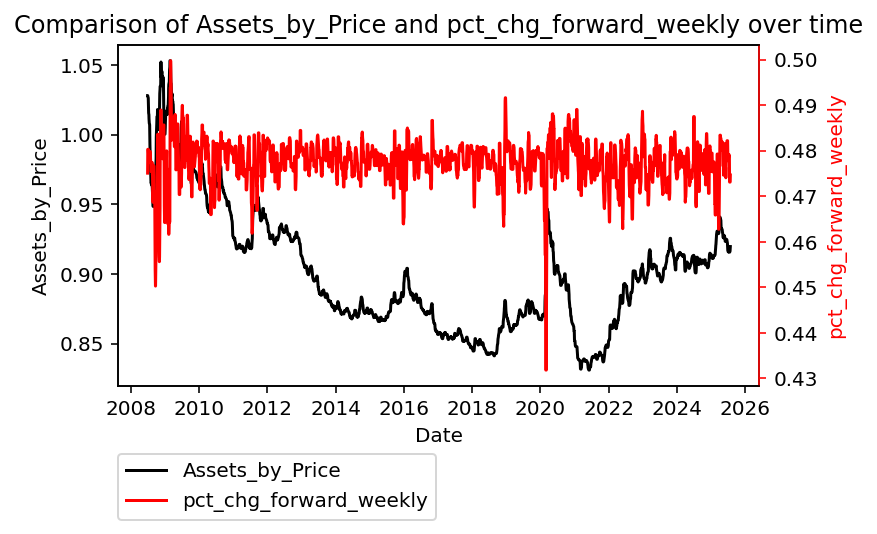 Comparison of Assets_by_Price and pct_chg_forward_weekly over time
1.05
1.00
0.95
0.90
0.85
Assets_by_Price
0.50
0.49
0.48
0.47
0.46
0.45
0.44
0.43
pct_chg_forward_weekly
2008 2010 2012 2014 2016 2018 2020 2022 2024 2026
Date
Assets_by_Price
pct_chg_forward_weekly